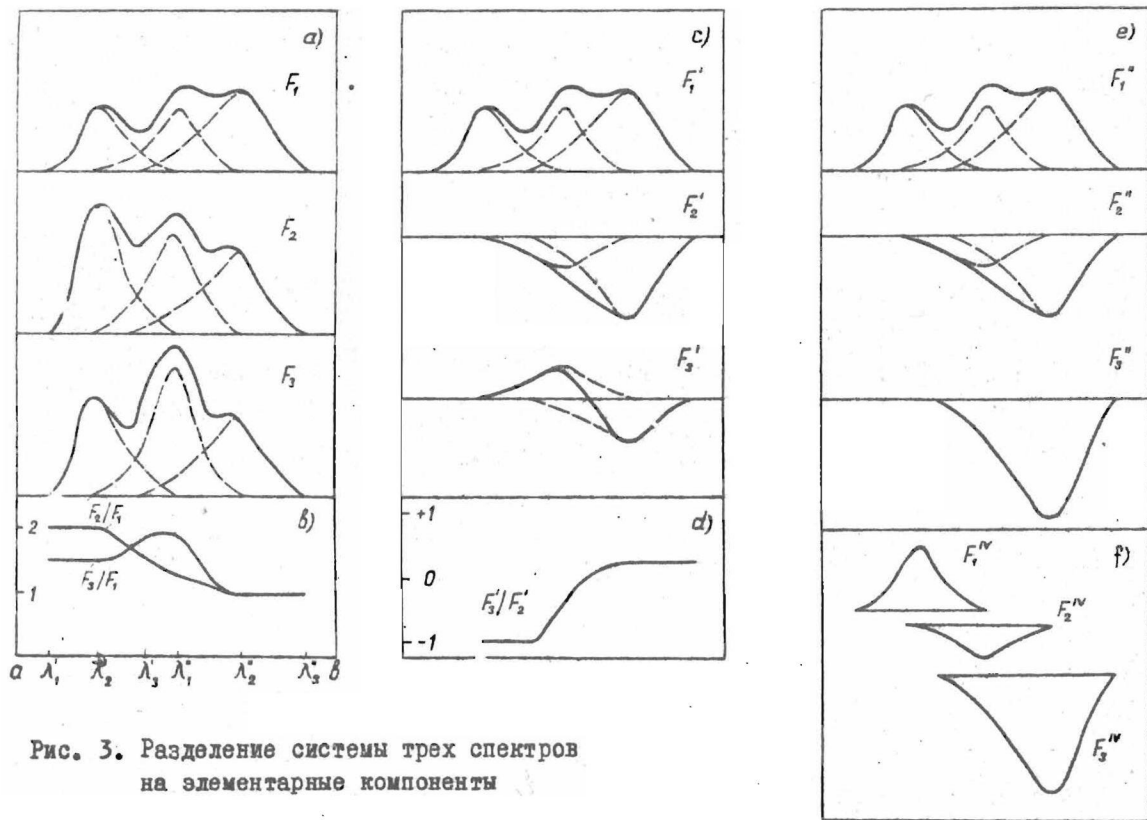 a)
F₁
F₂
F₃
b)
F₂/F₁
F₃/F₁
2
1
a λ₁' λ₂' λ₃' λ₁" λ₂" λ₃" b
c)
F₁'
F₂'
F₃'
d)
+1
0
-1
F₃'/F₂'
e)
F₁"
F₂"
F₃"
f)
F₁ᴵⱽ
F₂ᴵⱽ
F₃ᴵⱽ
Рис. 3. Разделение системы трех спектров
на элементарные компоненты